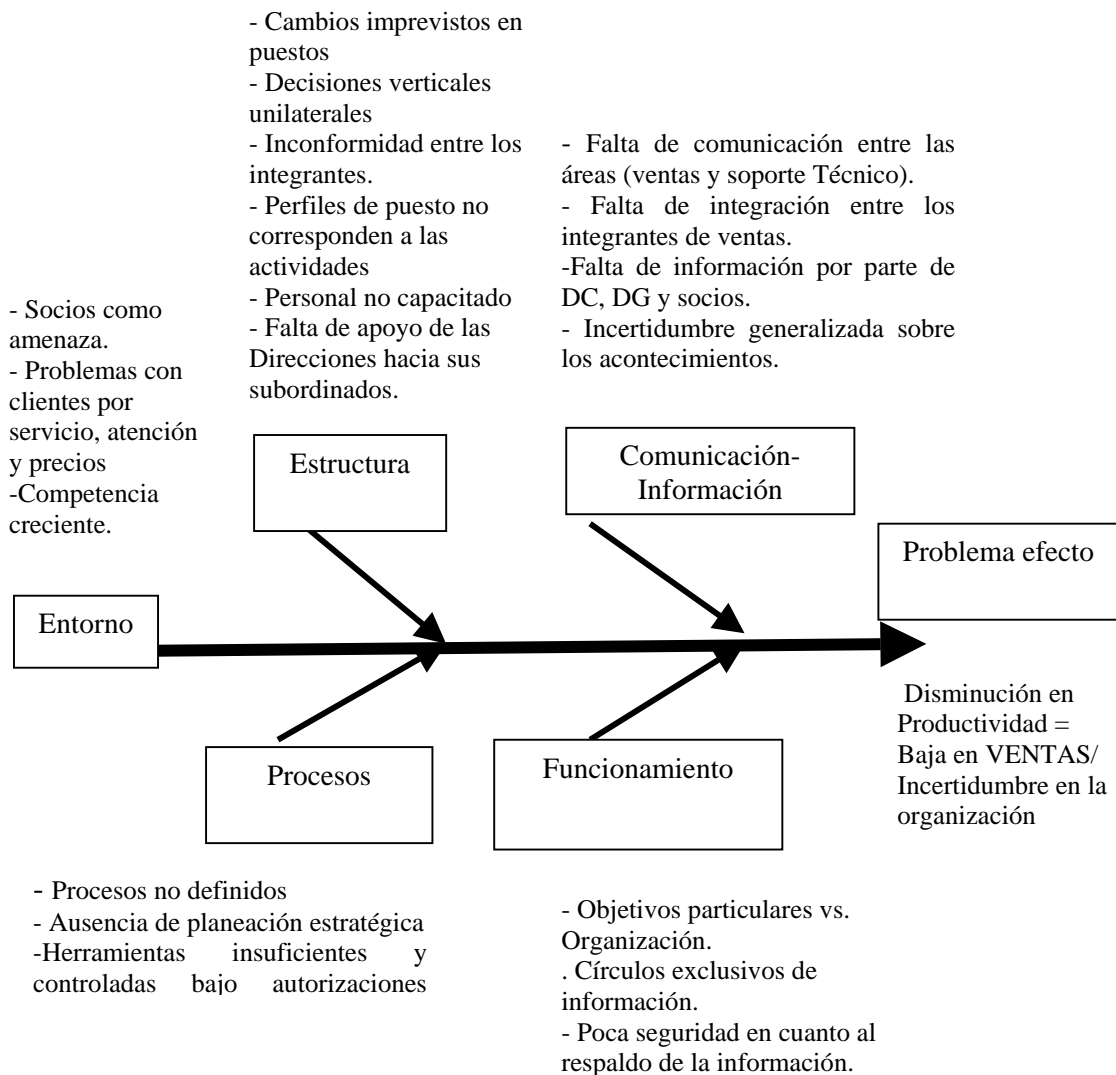 - Cambios imprevistos en
puestos
- Decisiones verticales
unilaterales
- Inconformidad entre los
integrantes.
- Perfiles de puesto no
corresponden a las
actividades
- Personal no capacitado
- Falta de apoyo de las
Direcciones hacia sus
subordinados.
- Falta de comunicación entre las
áreas (ventas y soporte Técnico).
- Falta de integración entre los
integrantes de ventas.
-Falta de información por parte de
DC, DG y socios.
- Incertidumbre generalizada sobre
los acontecimientos.
- Socios como
amenaza.
- Problemas con
clientes por
servicio, atención
y precios
-Competencia
creciente.
Estructura
Comunicación-
Información
Problema efecto
Entorno
Disminución en
Productividad =
Baja en VENTAS/
Incertidumbre en la
organización
Procesos
Funcionamiento
- Procesos no definidos
- Ausencia de planeación estratégica
-Herramientas insuficientes y
controladas bajo autorizaciones
- Objetivos particulares vs.
Organización.
. Círculos exclusivos de
información.
- Poca seguridad en cuanto al
respaldo de la información.